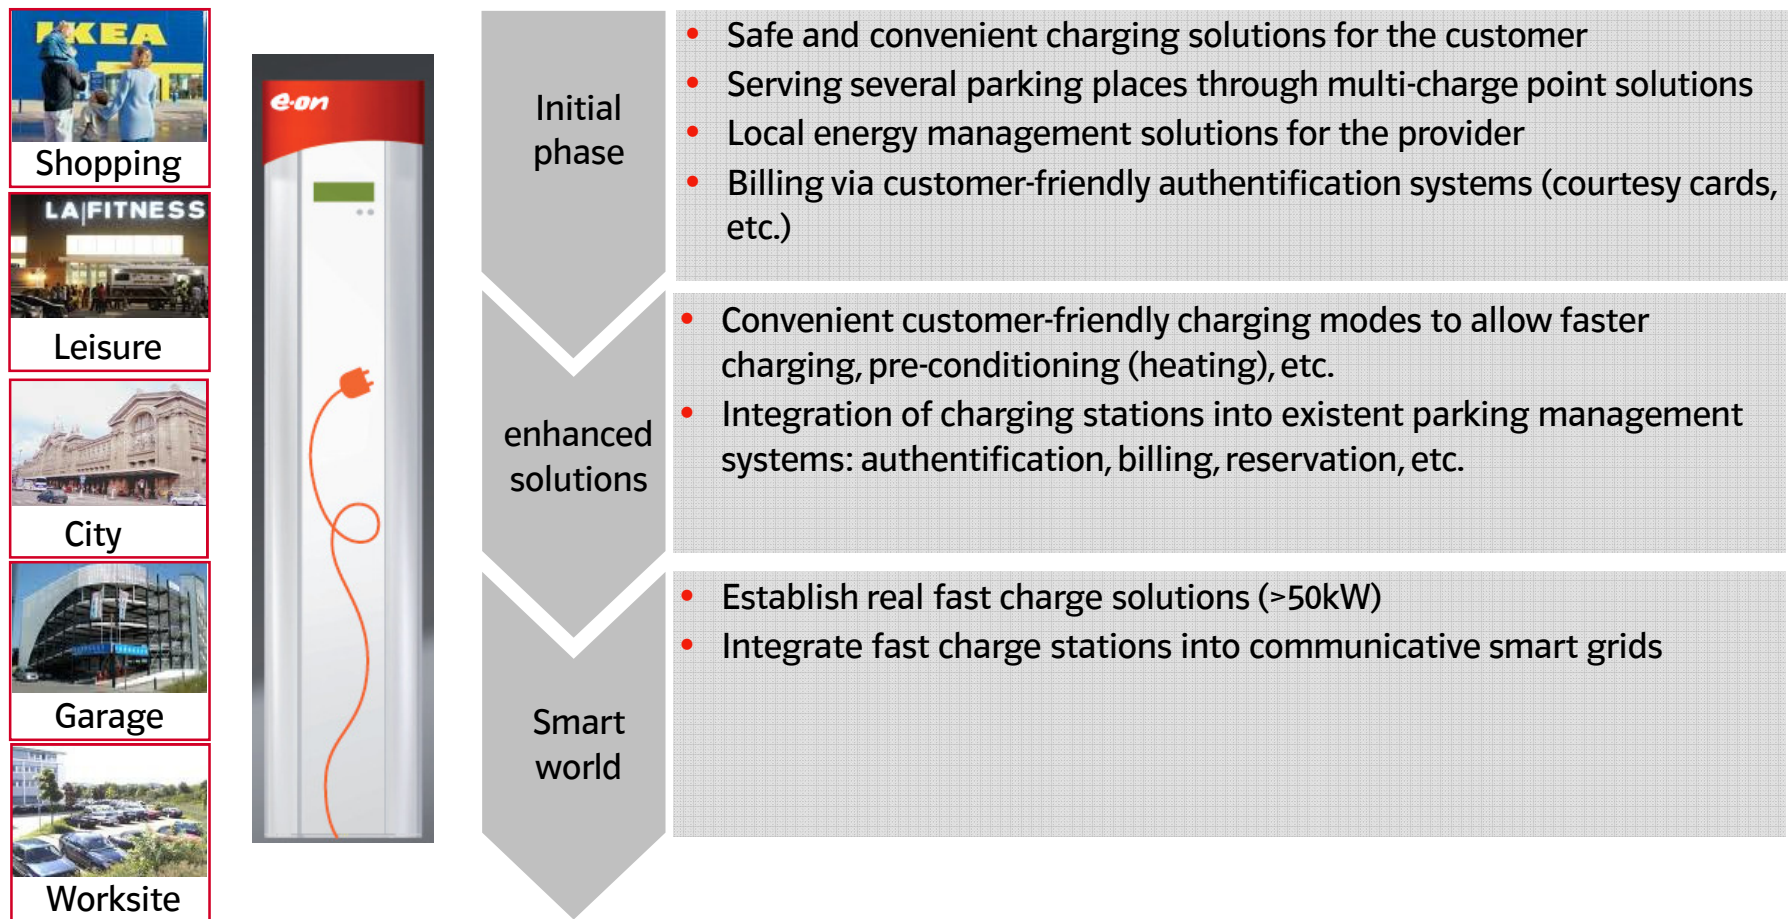 IKEA
Shopping
LA|FITNESS
Leisure
City
Garage
Worksite
e·on
Initial
phase
• Safe and convenient charging solutions for the customer
• Serving several parking places through multi-charge point solutions
• Local energy management solutions for the provider
• Billing via customer-friendly authentification systems (courtesy cards,
etc.)
enhanced
solutions
• Convenient customer-friendly charging modes to allow faster
charging, pre-conditioning (heating), etc.
• Integration of charging stations into existent parking management
systems: authentification, billing, reservation, etc.
Smart
world
• Establish real fast charge solutions (>50kW)
• Integrate fast charge stations into communicative smart grids